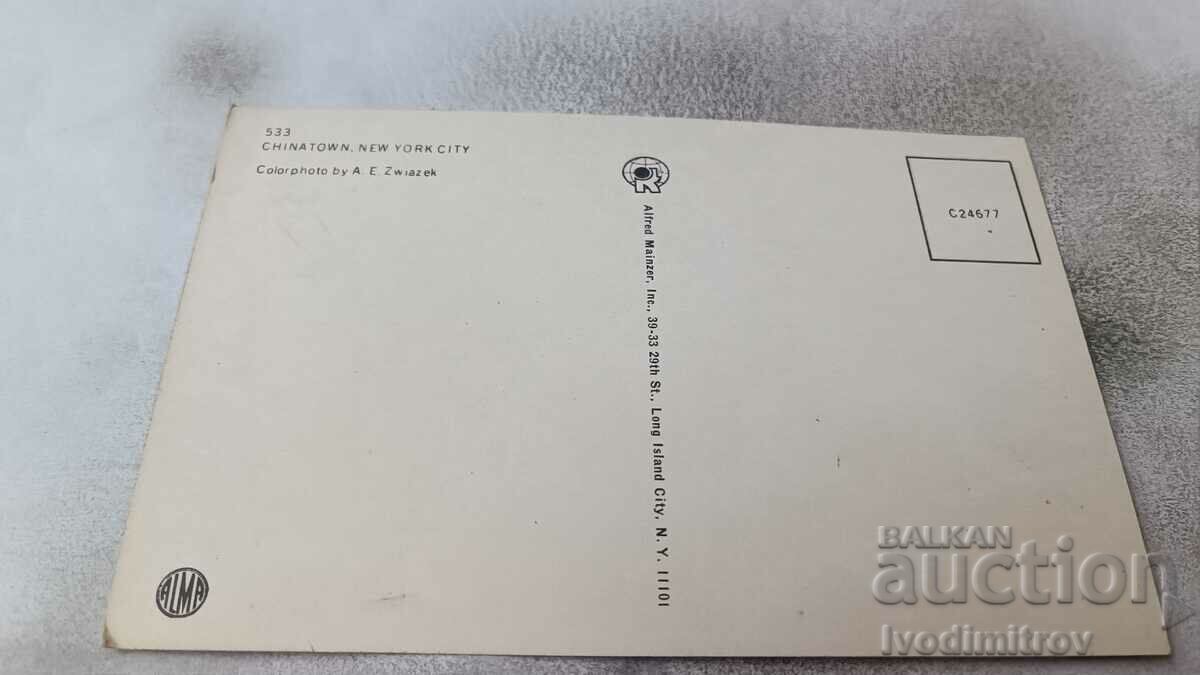 533
CHINATOWN, NEW YORK CITY
Colorphoto by A. E. Zwiazek
Alfred Mainzer, Inc., 39-33 29th St., Long Island City, N. Y. 11101
C24677
ALMA
BALKAN
auction
Ivodimitrov